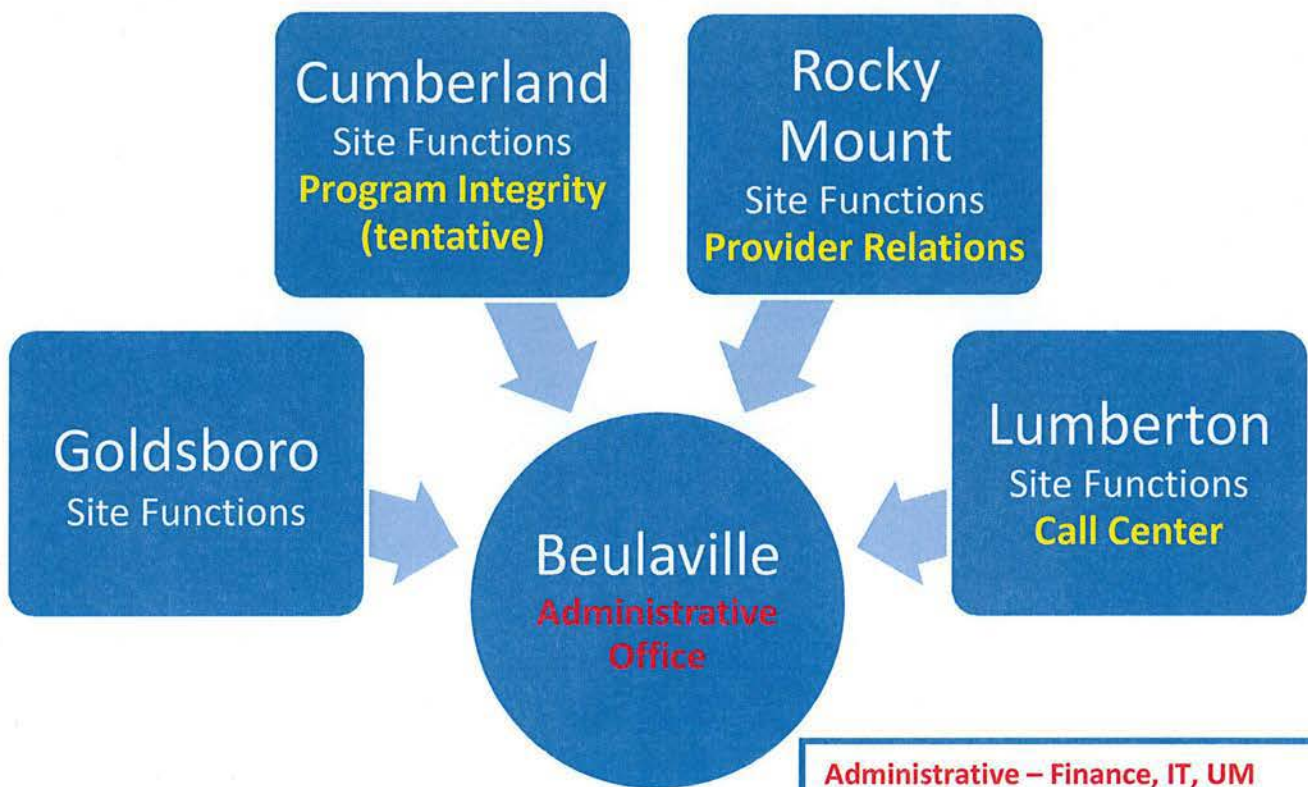 Cumberland
Site Functions
Program Integrity
(tentative)
Rocky
Mount
Site Functions
Provider Relations
Goldsboro
Site Functions
Lumberton
Site Functions
Call Center
Beulaville
Administrative
Office
Administrative – Finance, IT, UM